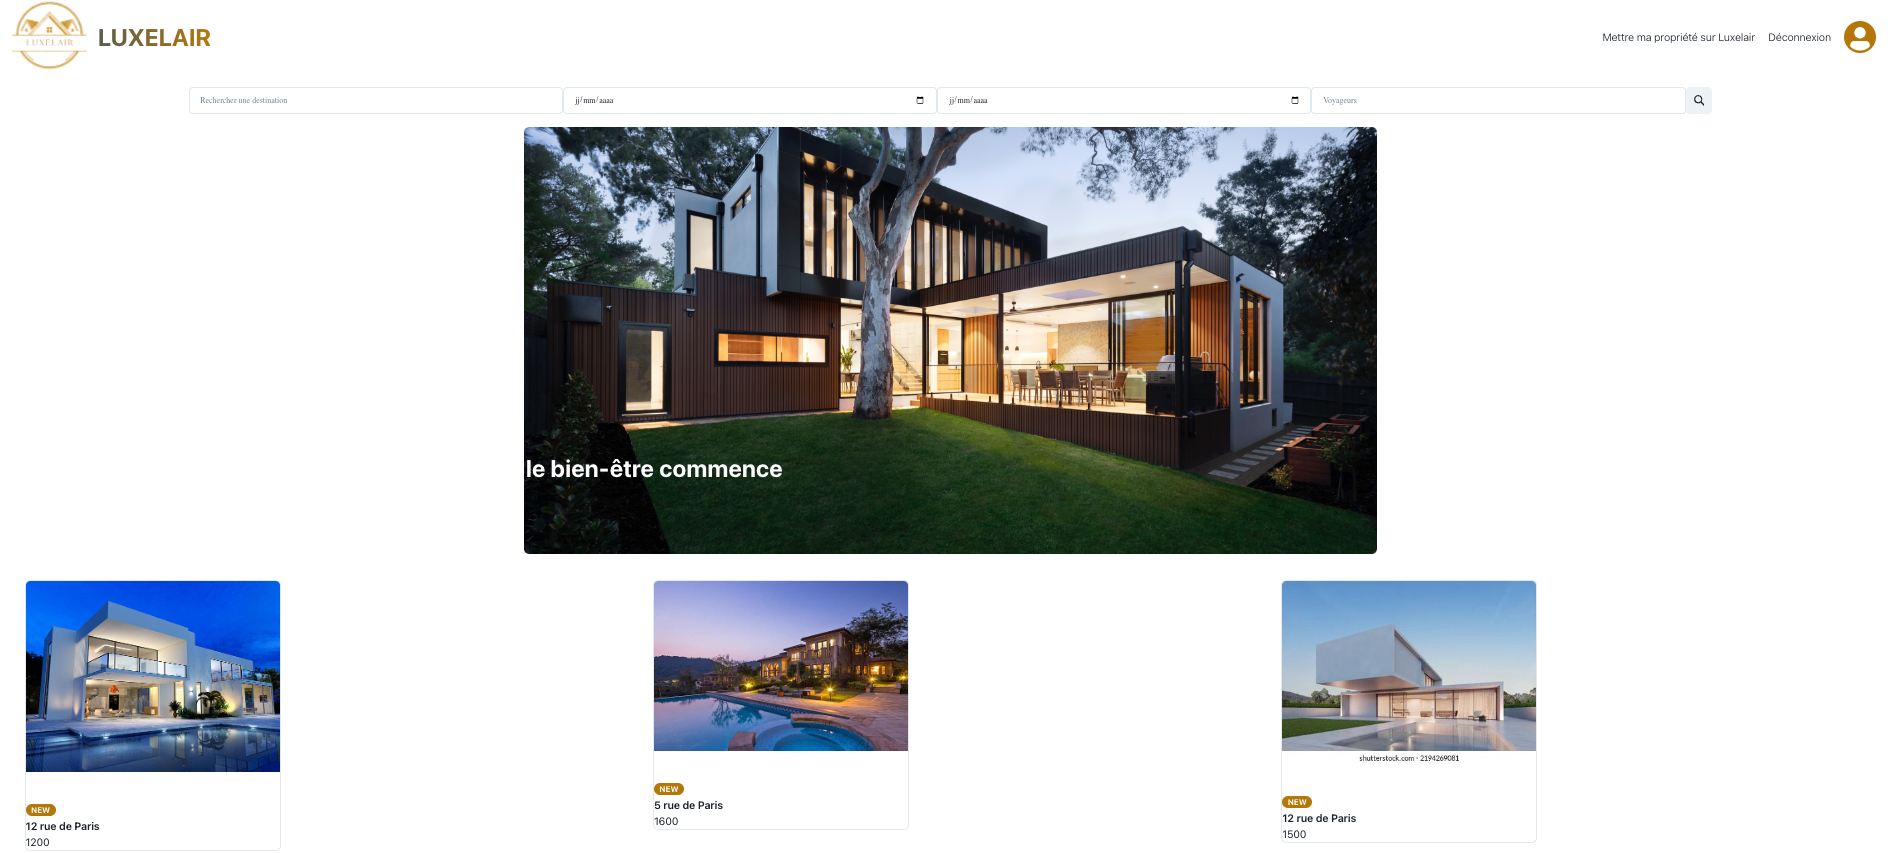 LUXELAIR
LUXELAIR
Mettre ma propriété sur Luxelair
Déconnexion
Rechercher une destination
jj/mm/aaaa
jj/mm/aaaa
Voyageurs
le bien-être commence
NEW
12 rue de Paris
1200
NEW
5 rue de Paris
1600
shutterstock.com · 2194269081
NEW
12 rue de Paris
1500